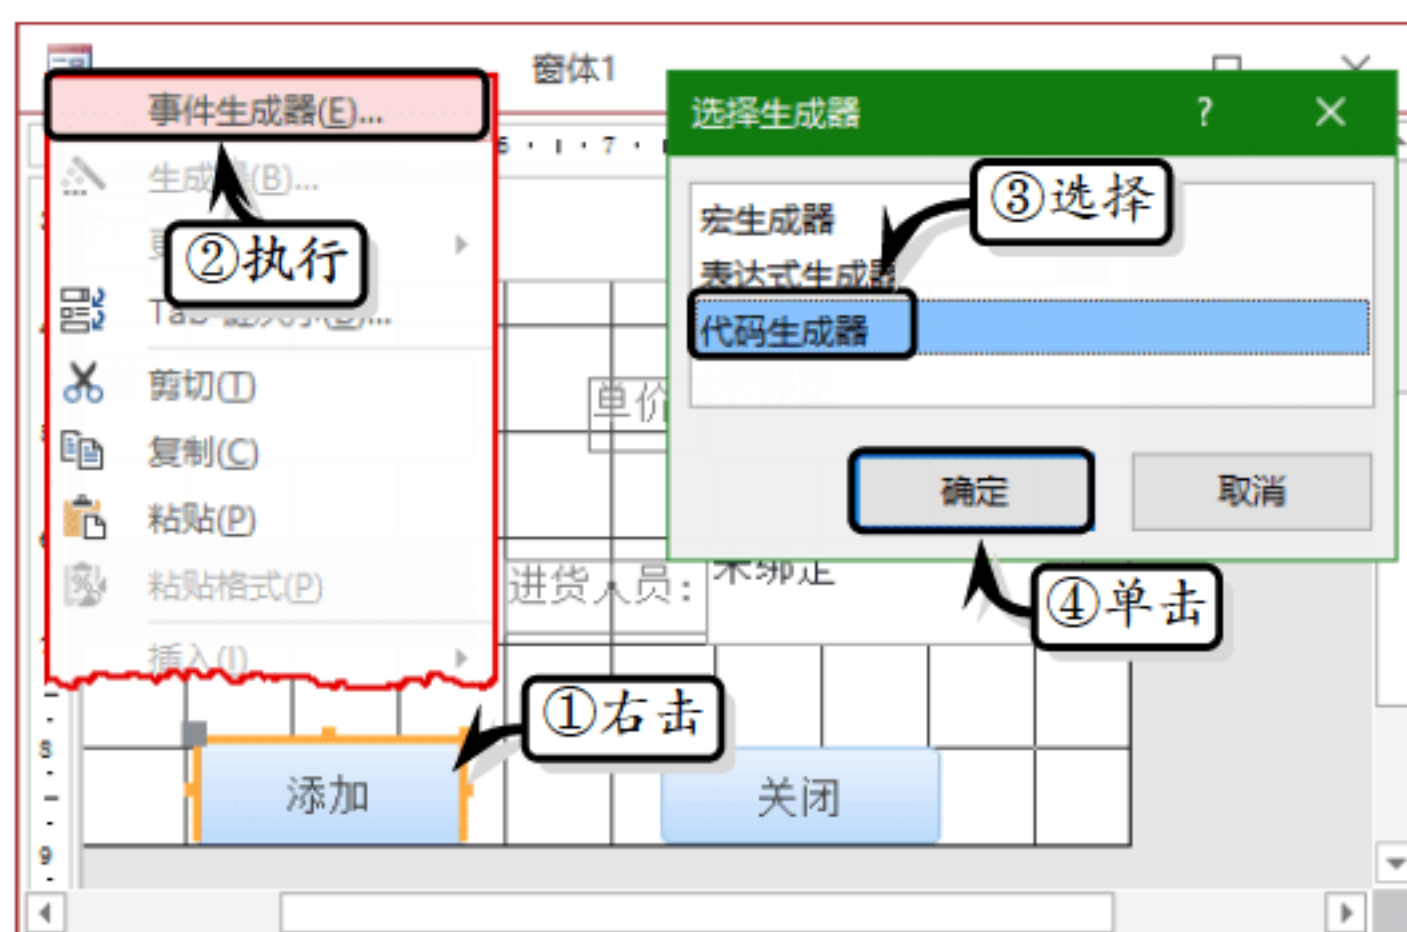 窗体1
事件生成器(E)...
生成器(B)...
②执行
剪切(T)
复制(C)
粘贴(P)
粘贴格式(P)
插入(I)
7
选择生成器 ? ×
③选择
宏生成器
表达式生成器
代码生成器
确定 取消
④单击
单价
进货人员： 未绑定
①右击
添加 关闭
8
9